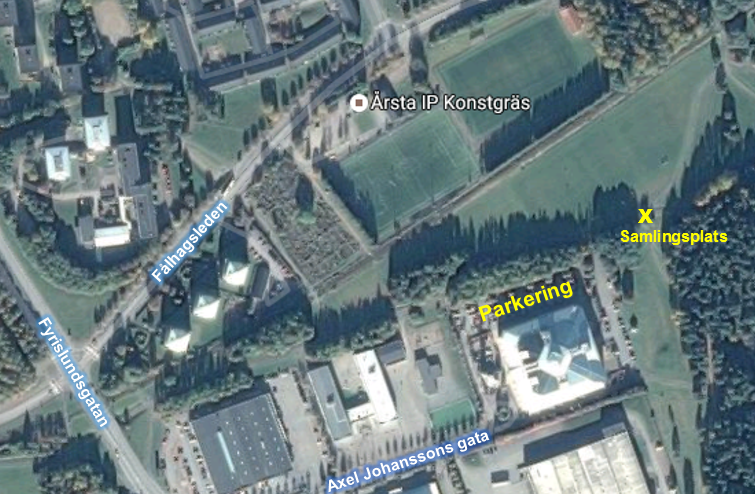 Årsta IP Konstgräs
Samlingsplats
x
Fålhagsleden
Parkering
Fyrislundsgatan
Axel Johanssons gata